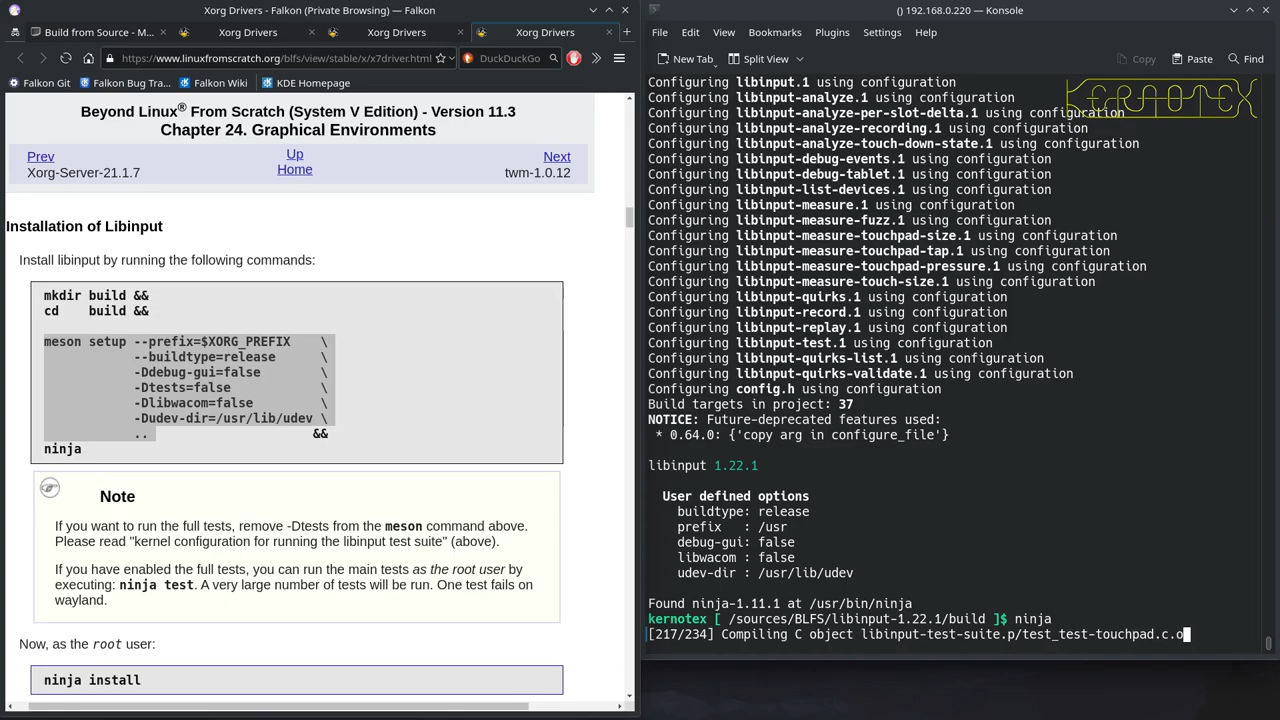 Xorg Drivers - Falkon (Private Browsing) — Falkon
Build from Source - M...
Xorg Drivers
Xorg Drivers
Xorg Drivers
https://www.linuxfromscratch.org/blfs/view/stable/x/x7driver.html
DuckDuckGo
Falkon Git
Falkon Bug Tra...
Falkon Wiki
KDE Homepage
Beyond Linux® From Scratch (System V Edition) - Version 11.3
Chapter 24. Graphical Environments
Prev
Up
Next
Xorg-Server-21.1.7
Home
twm-1.0.12
Installation of Libinput
Install libinput by running the following commands:
mkdir build &&
cd    build &&
meson setup --prefix=$XORG_PREFIX    \
--buildtype=release      \
-Ddebug-gui=false        \
-Dtests=false            \
-Dlibwacom=false         \
-Dudev-dir=/usr/lib/udev \
..                      &&
ninja
Note
If you want to run the full tests, remove -Dtests from the meson command above.
Please read "kernel configuration for running the libinput test suite" (above).
If you have enabled the full tests, you can run the main tests as the root user by
executing: ninja test. A very large number of tests will be run. One test fails on
wayland.
Now, as the root user:
ninja install
() 192.168.0.220 — Konsole
File Edit View Bookmarks Plugins Settings Help
New Tab
Split View
Copy
Paste
Find
KERNOTEX
Configuring libinput.1 using configuration
Configuring libinput-analyze.1 using configuration
Configuring libinput-analyze-per-slot-delta.1 using configuration
Configuring libinput-analyze-recording.1 using configuration
Configuring libinput-analyze-touch-down-state.1 using configuration
Configuring libinput-debug-events.1 using configuration
Configuring libinput-debug-tablet.1 using configuration
Configuring libinput-list-devices.1 using configuration
Configuring libinput-measure.1 using configuration
Configuring libinput-measure-fuzz.1 using configuration
Configuring libinput-measure-touchpad-size.1 using configuration
Configuring libinput-measure-touchpad-tap.1 using configuration
Configuring libinput-measure-touchpad-pressure.1 using configuration
Configuring libinput-measure-touch-size.1 using configuration
Configuring libinput-quirks.1 using configuration
Configuring libinput-record.1 using configuration
Configuring libinput-replay.1 using configuration
Configuring libinput-test.1 using configuration
Configuring libinput-quirks-list.1 using configuration
Configuring libinput-quirks-validate.1 using configuration
Configuring config.h using configuration
Build targets in project: 37
NOTICE: Future-deprecated features used:
* 0.64.0: {'copy arg in configure_file'}
libinput 1.22.1
User defined options
buildtype: release
prefix   : /usr
debug-gui: false
libwacom : false
udev-dir : /usr/lib/udev
Found ninja-1.11.1 at /usr/bin/ninja
kernotex [ /sources/BLFS/libinput-1.22.1/build ]$ ninja
[217/234] Compiling C object libinput-test-suite.p/test_test-touchpad.c.o